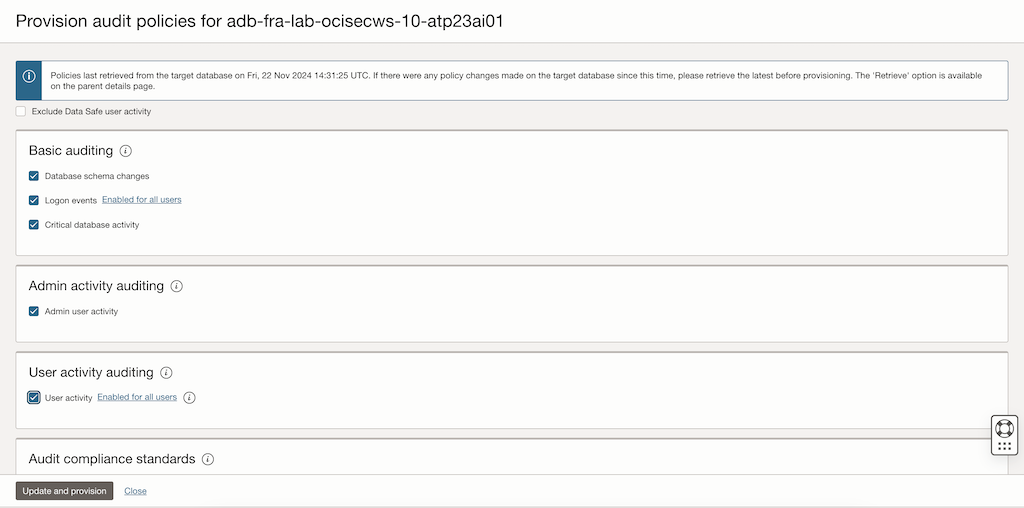 Provision audit policies for adb-fra-lab-ocisecws-10-atp23ai01
Policies last retrieved from the target database on Fri, 22 Nov 2024 14:31:25 UTC. If there were any policy changes made on the target database since this time, please retrieve the latest before provisioning. The 'Retrieve' option is available
on the parent details page.
Exclude Data Safe user activity
Basic auditing
Database schema changes
Logon events Enabled for all users
Critical database activity
Admin activity auditing
Admin user activity
User activity auditing
User activity Enabled for all users
Audit compliance standards
Update and provision Close